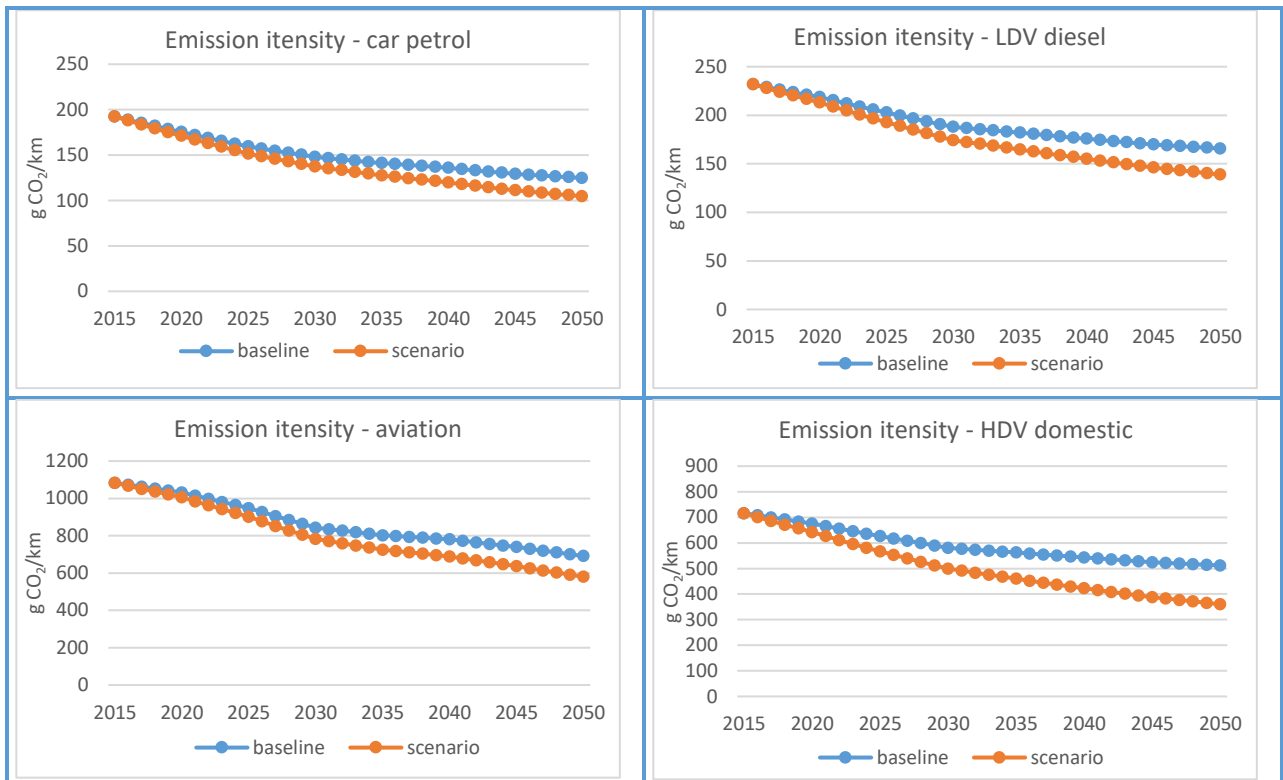 Emission itensity - car petrol
250
200
150
100
50
0
g CO₂/km
2015 2020 2025 2030 2035 2040 2045 2050
baseline scenario
Emission itensity - LDV diesel
250
200
150
100
50
0
g CO₂/km
2015 2020 2025 2030 2035 2040 2045 2050
baseline scenario
Emission itensity - aviation
1200
1000
800
600
400
200
0
g CO₂/km
2015 2020 2025 2030 2035 2040 2045 2050
baseline scenario
Emission itensity - HDV domestic
900
800
700
600
500
400
300
200
100
0
g CO₂/km
2015 2020 2025 2030 2035 2040 2045 2050
baseline scenario